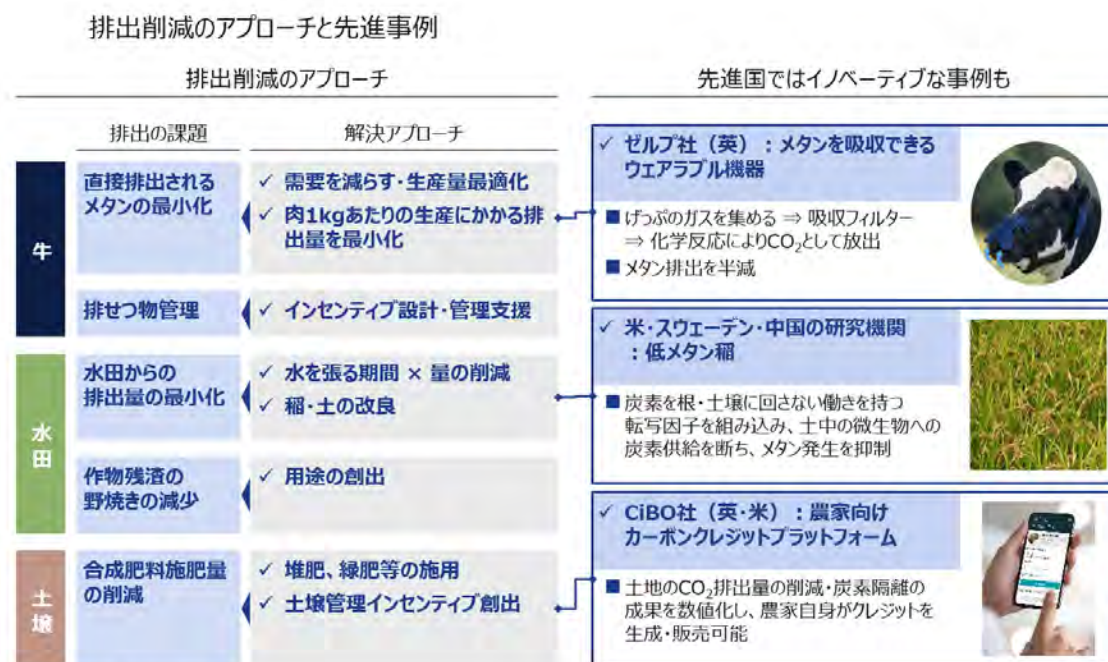 排出削減のアプローチと先進事例
排出削減のアプローチ
排出の課題
解決アプローチ
牛
直接排出される
メタンの最小化
✓ 需要を減らす・生産量最適化
✓ 肉1kgあたりの生産にかかる排
出量を最小化
排せつ物管理
✓ インセンティブ設計・管理支援
水田
水田からの
排出量の最小化
✓ 水を張る期間 × 量の削減
✓ 稲・土の改良
作物残渣の
野焼きの減少
✓ 用途の創出
土壌
合成肥料施肥量
の削減
✓ 堆肥、緑肥等の施用
✓ 土壌管理インセンティブ創出
先進国ではイノベーティブな事例も
✓ ゼルプ社（英）：メタンを吸収できる
ウェアラブル機器
■ げっぷのガスを集める ⇒ 吸収フィルター
⇒ 化学反応によりCO₂として放出
■ メタン排出を半減
✓ 米・スウェーデン・中国の研究機関
：低メタン稲
■ 炭素を根・土壌に回さない働きを持つ
転写因子を組み込み、土中の微生物への
炭素供給を断ち、メタン発生を抑制
✓ CiBO社（英・米）：農家向け
カーボンクレジットプラットフォーム
■ 土地のCO₂排出量の削減・炭素隔離の
成果を数値化し、農家自身がクレジットを
生成・販売可能